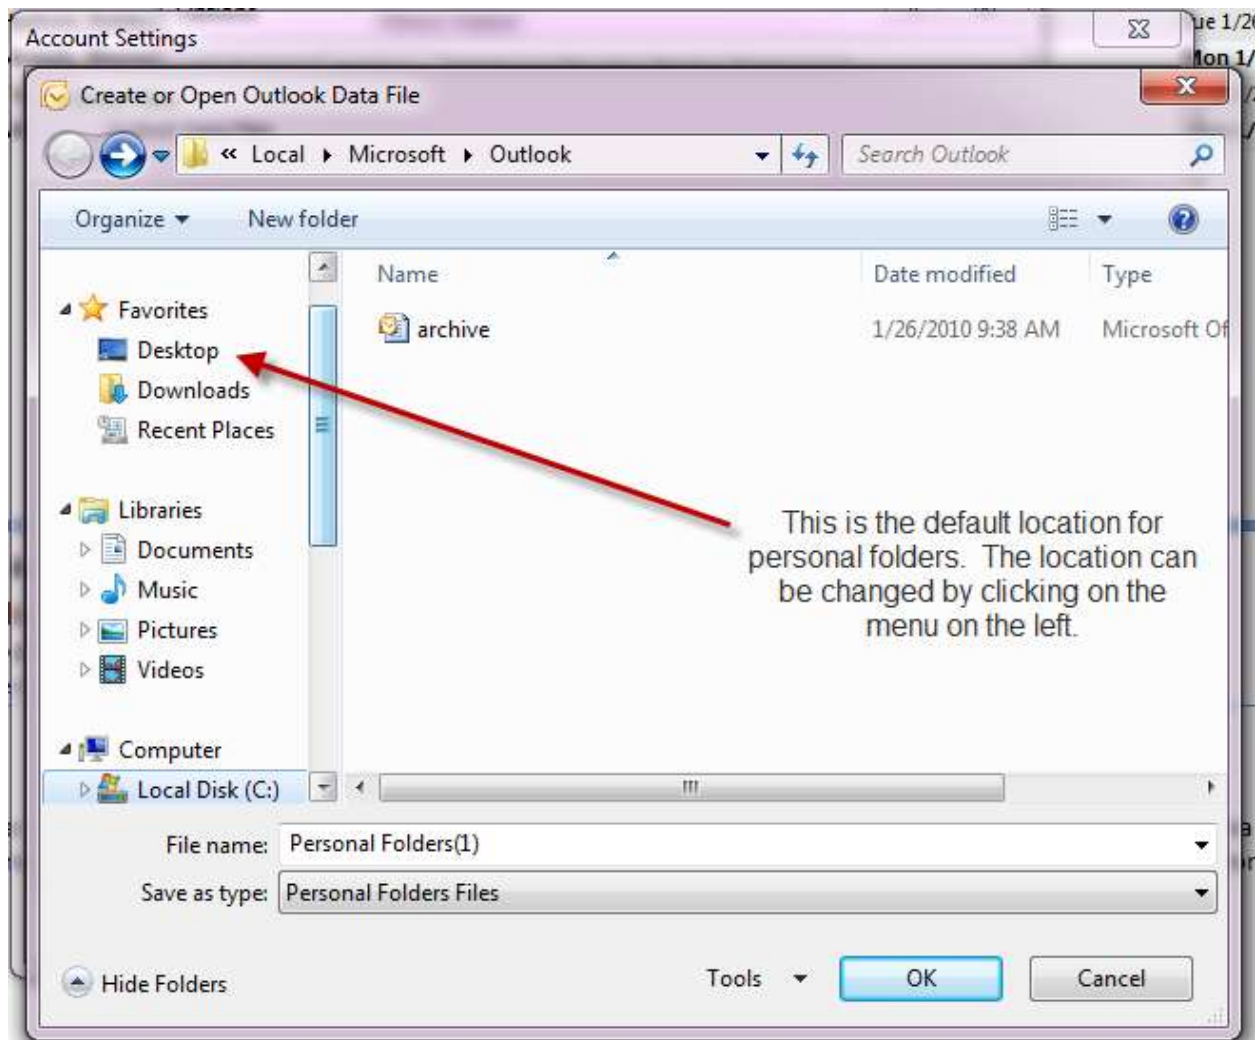 Account Settings
Create or Open Outlook Data File
« Local Microsoft Outlook
Search Outlook
Organize New folder
Name Date modified Type
Favorites
archive 1/26/2010 9:38 AM Microsoft Of
Desktop
Downloads
Recent Places
Libraries
Documents
Music
Pictures
Videos
This is the default location for
personal folders. The location can
be changed by clicking on the
menu on the left.
Computer
Local Disk (C:)
File name: Personal Folders(1)
Save as type: Personal Folders Files
Hide Folders Tools OK Cancel